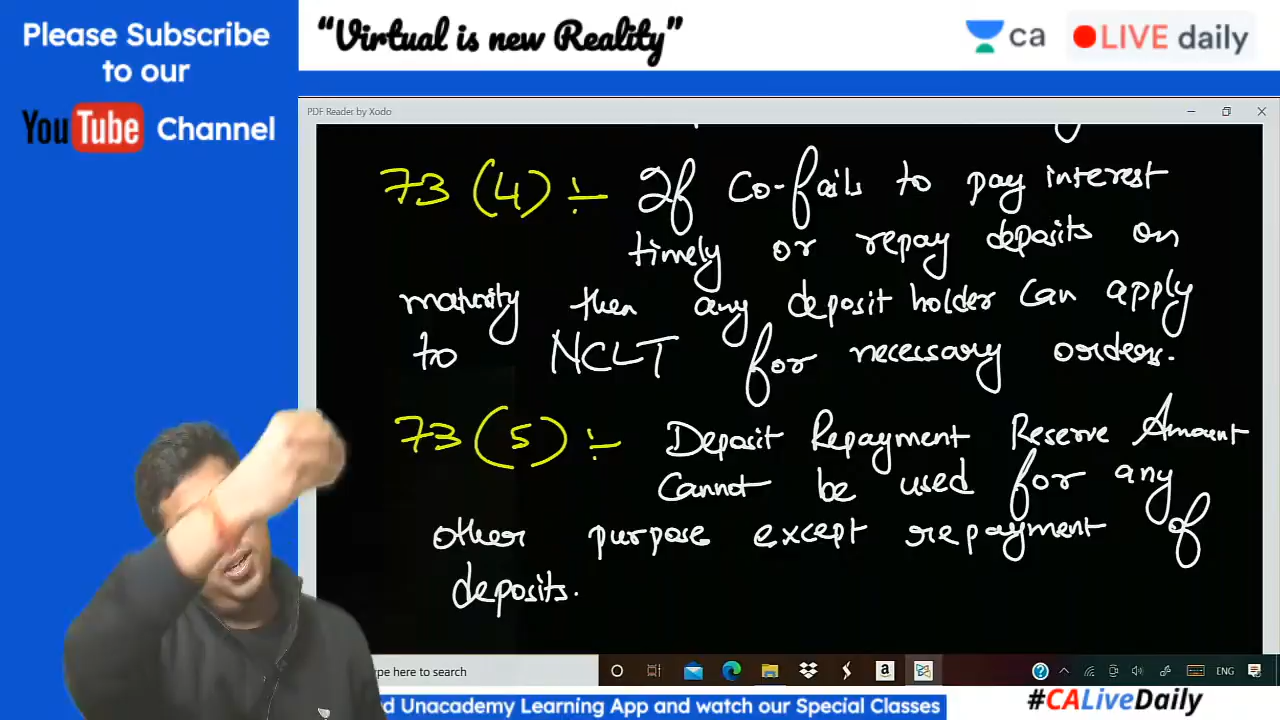 Please Subscribe
to our
YouTube Channel
“Virtual is new Reality”
ca
LIVE daily
PDF Reader by Xodo
73 (4) :- If Co-fails to pay interest
timely or repay deposits on
maturity then any deposit holder can apply
to NCLT for necessary orders.
73 (5) :- Deposit Repayment Reserve Amount
Cannot be used for any
other purpose except repayment of
deposits.
pe here to search
ENG
rd Unacademy Learning App and watch our Special Classes
#CALiveDaily